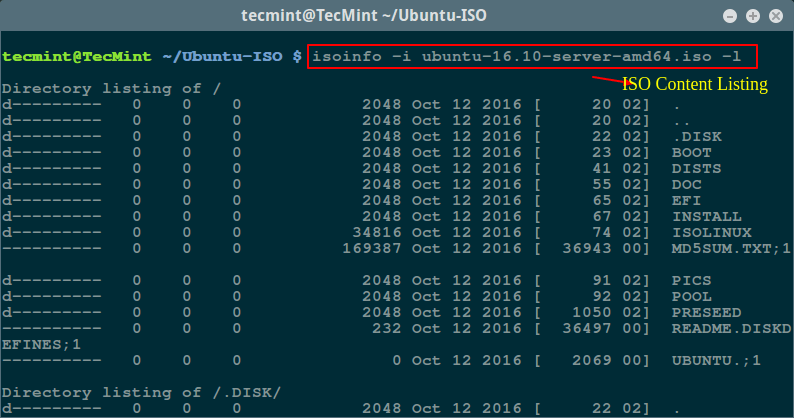 tecmint@TecMint ~/Ubuntu-ISO
tecmint@TecMint ~/Ubuntu-ISO $ isoinfo -i ubuntu-16.10-server-amd64.iso -l
ISO Content Listing
Directory listing of /
d--------- 0 0 0 2048 Oct 12 2016 [ 20 02] .
d--------- 0 0 0 2048 Oct 12 2016 [ 20 02] ..
d--------- 0 0 0 2048 Oct 12 2016 [ 22 02] .DISK
d--------- 0 0 0 2048 Oct 12 2016 [ 23 02] BOOT
d--------- 0 0 0 2048 Oct 12 2016 [ 41 02] DISTS
d--------- 0 0 0 2048 Oct 12 2016 [ 55 02] DOC
d--------- 0 0 0 2048 Oct 12 2016 [ 65 02] EFI
d--------- 0 0 0 2048 Oct 12 2016 [ 67 02] INSTALL
d--------- 0 0 0 34816 Oct 12 2016 [ 74 02] ISOLINUX
---------- 0 0 0 169387 Oct 12 2016 [ 36943 00] MD5SUM.TXT;1
d--------- 0 0 0 2048 Oct 12 2016 [ 91 02] PICS
d--------- 0 0 0 2048 Oct 12 2016 [ 92 02] POOL
d--------- 0 0 0 2048 Oct 12 2016 [ 1050 02] PRESEED
---------- 0 0 0 232 Oct 12 2016 [ 36497 00] README.DISKD
EFINES;1
---------- 0 0 0 0 Oct 12 2016 [ 2069 00] UBUNTU.;1
Directory listing of /.DISK/
d--------- 0 0 0 2048 Oct 12 2016 [ 22 02] .